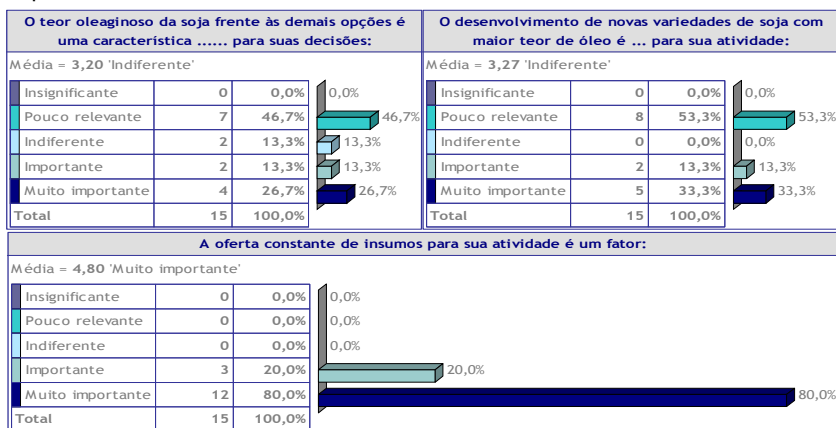 O teor oleaginoso da soja frente às demais opções é
uma característica ...... para suas decisões:
Média = 3,20 'Indiferente'
Insignificante 0 0,0% 0,0%
Pouco relevante 7 46,7% 46,7%
Indiferente 2 13,3% 13,3%
Importante 2 13,3% 13,3%
Muito importante 4 26,7% 26,7%
Total 15 100,0%
O desenvolvimento de novas variedades de soja com
maior teor de óleo é ... para sua atividade:
Média = 3,27 'Indiferente'
Insignificante 0 0,0% 0,0%
Pouco relevante 8 53,3% 53,3%
Indiferente 0 0,0% 0,0%
Importante 2 13,3% 13,3%
Muito importante 5 33,3% 33,3%
Total 15 100,0%
A oferta constante de insumos para sua atividade é um fator:
Média = 4,80 'Muito importante'
Insignificante 0 0,0% 0,0%
Pouco relevante 0 0,0% 0,0%
Indiferente 0 0,0% 0,0%
Importante 3 20,0% 20,0%
Muito importante 12 80,0% 80,0%
Total 15 100,0%